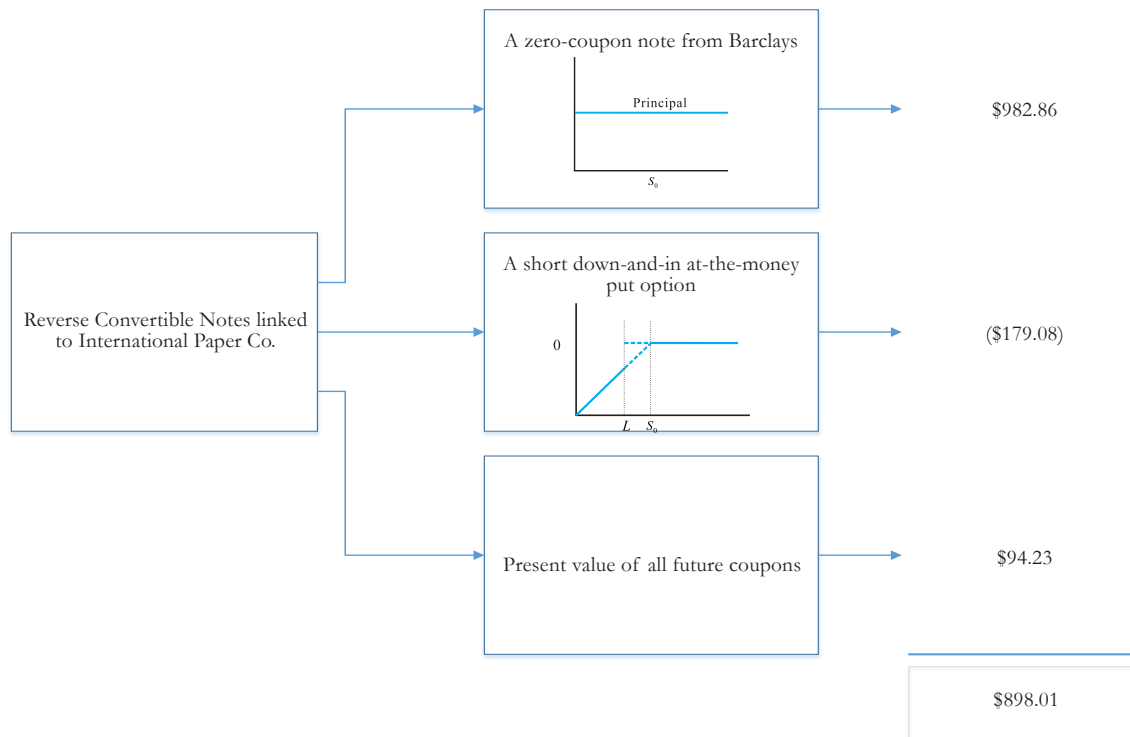 A zero-coupon note from Barclays
Principal
S₀
$982.86
Reverse Convertible Notes linked
to International Paper Co.
A short down-and-in at-the-money
put option
0
L S₀
($179.08)
Present value of all future coupons
$94.23
$898.01